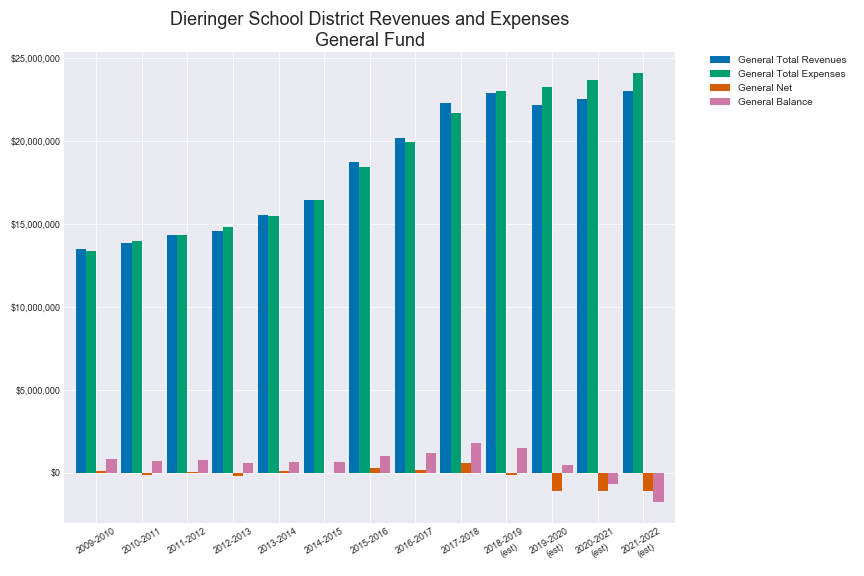 Dieringer School District Revenues and Expenses
General Fund
$25,000,000
$20,000,000
$15,000,000
$10,000,000
$5,000,000
$0
2009-2010
2010-2011
2011-2012
2012-2013
2013-2014
2014-2015
2015-2016
2016-2017
2017-2018
2018-2019
(est)
2019-2020
(est)
2020-2021
(est)
2021-2022
(est)
General Total Revenues
General Total Expenses
General Net
General Balance